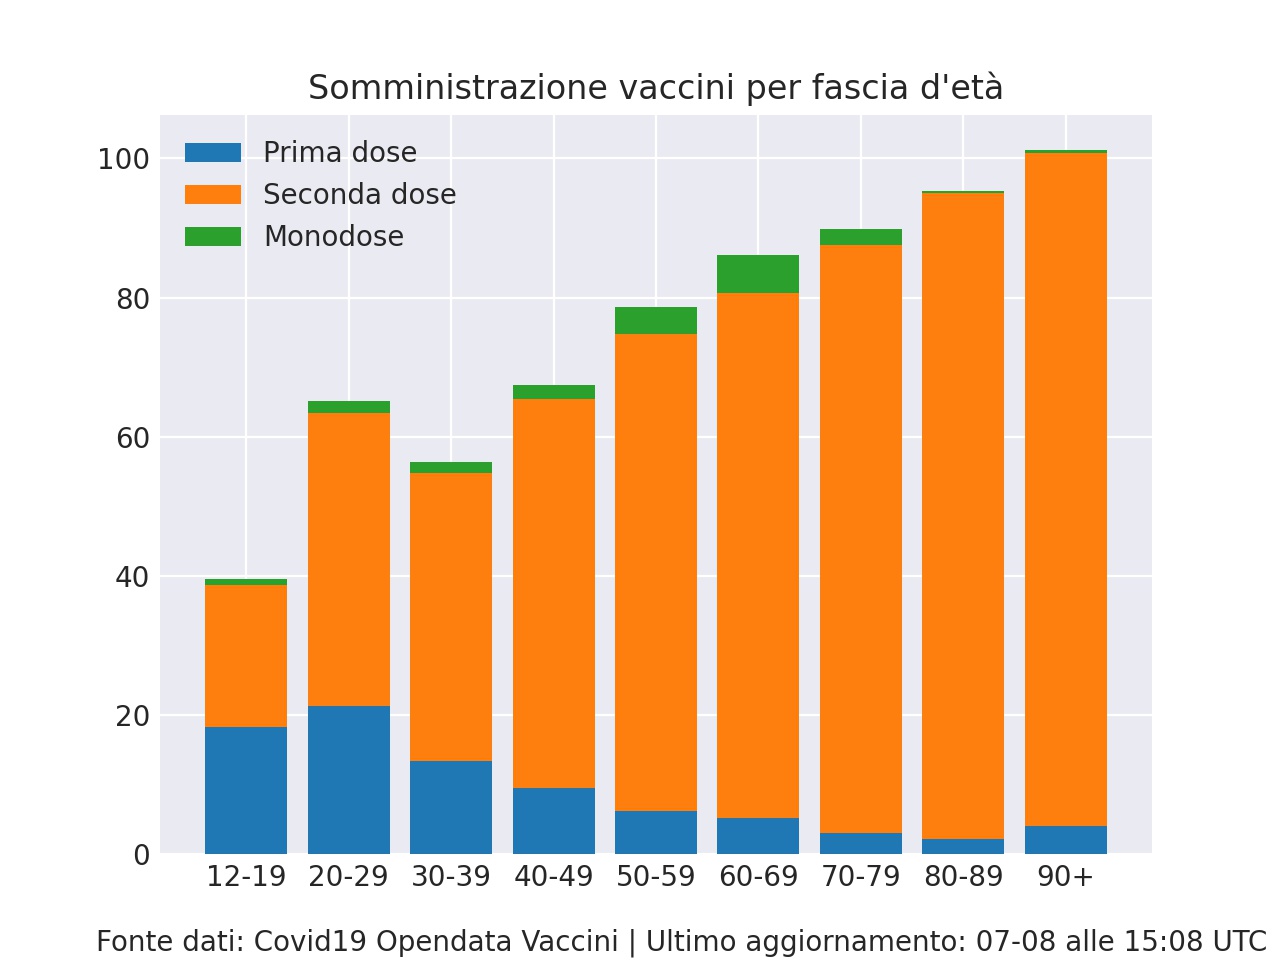 Somministrazione vaccini per fascia d'età
Prima dose
Seconda dose
Monodose
100
80
60
40
20
0
12-19 20-29 30-39 40-49 50-59 60-69 70-79 80-89 90+
Fonte dati: Covid19 Opendata Vaccini | Ultimo aggiornamento: 07-08 alle 15:08 UTC